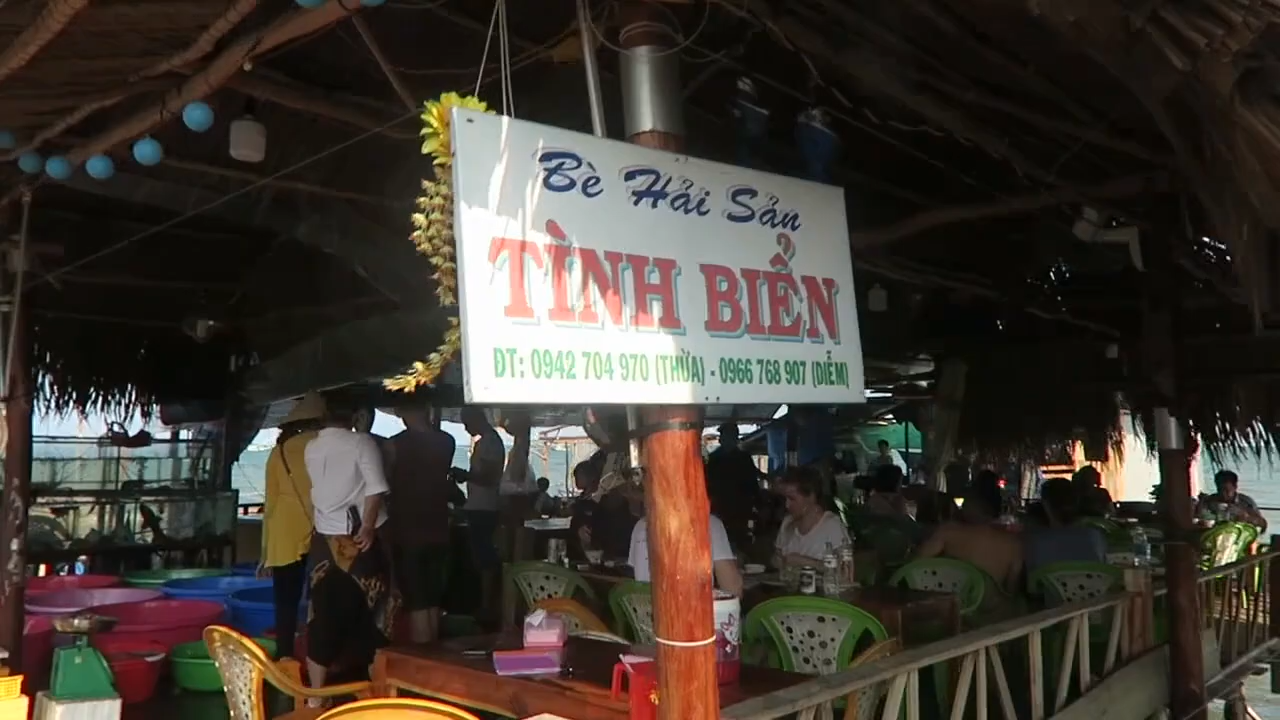 Bè Hải Sản
TÌNH BIỂN
ĐT: 0942 704 970 (THỪA) - 0966 768 907 (DIỄM)